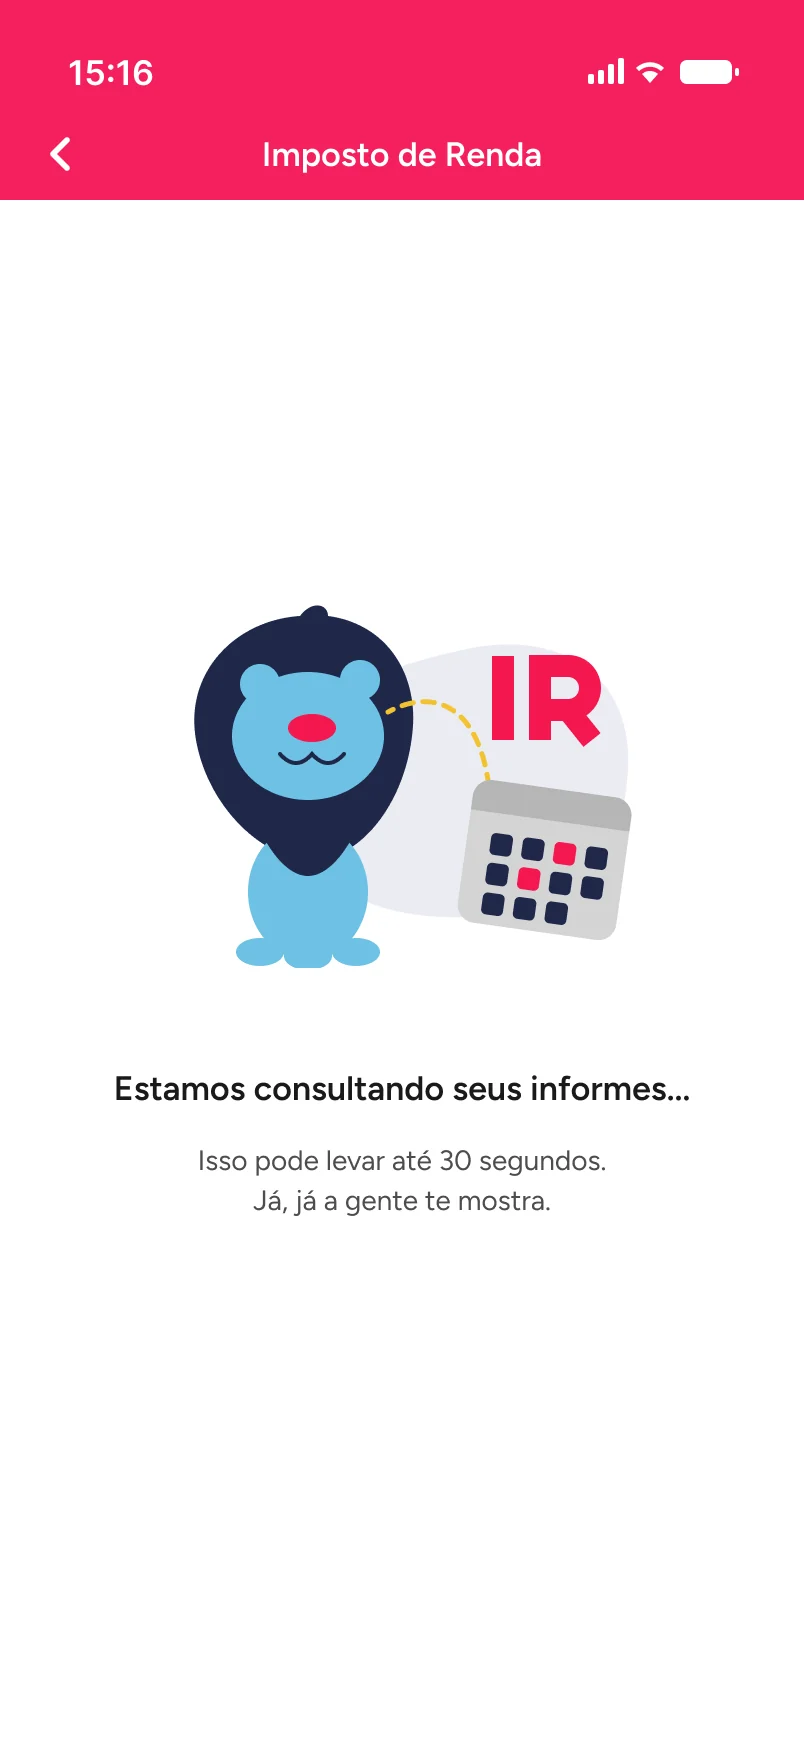 15:16
Imposto de Renda
IR
Estamos consultando seus informes...
Isso pode levar até 30 segundos.
Já, já a gente te mostra.